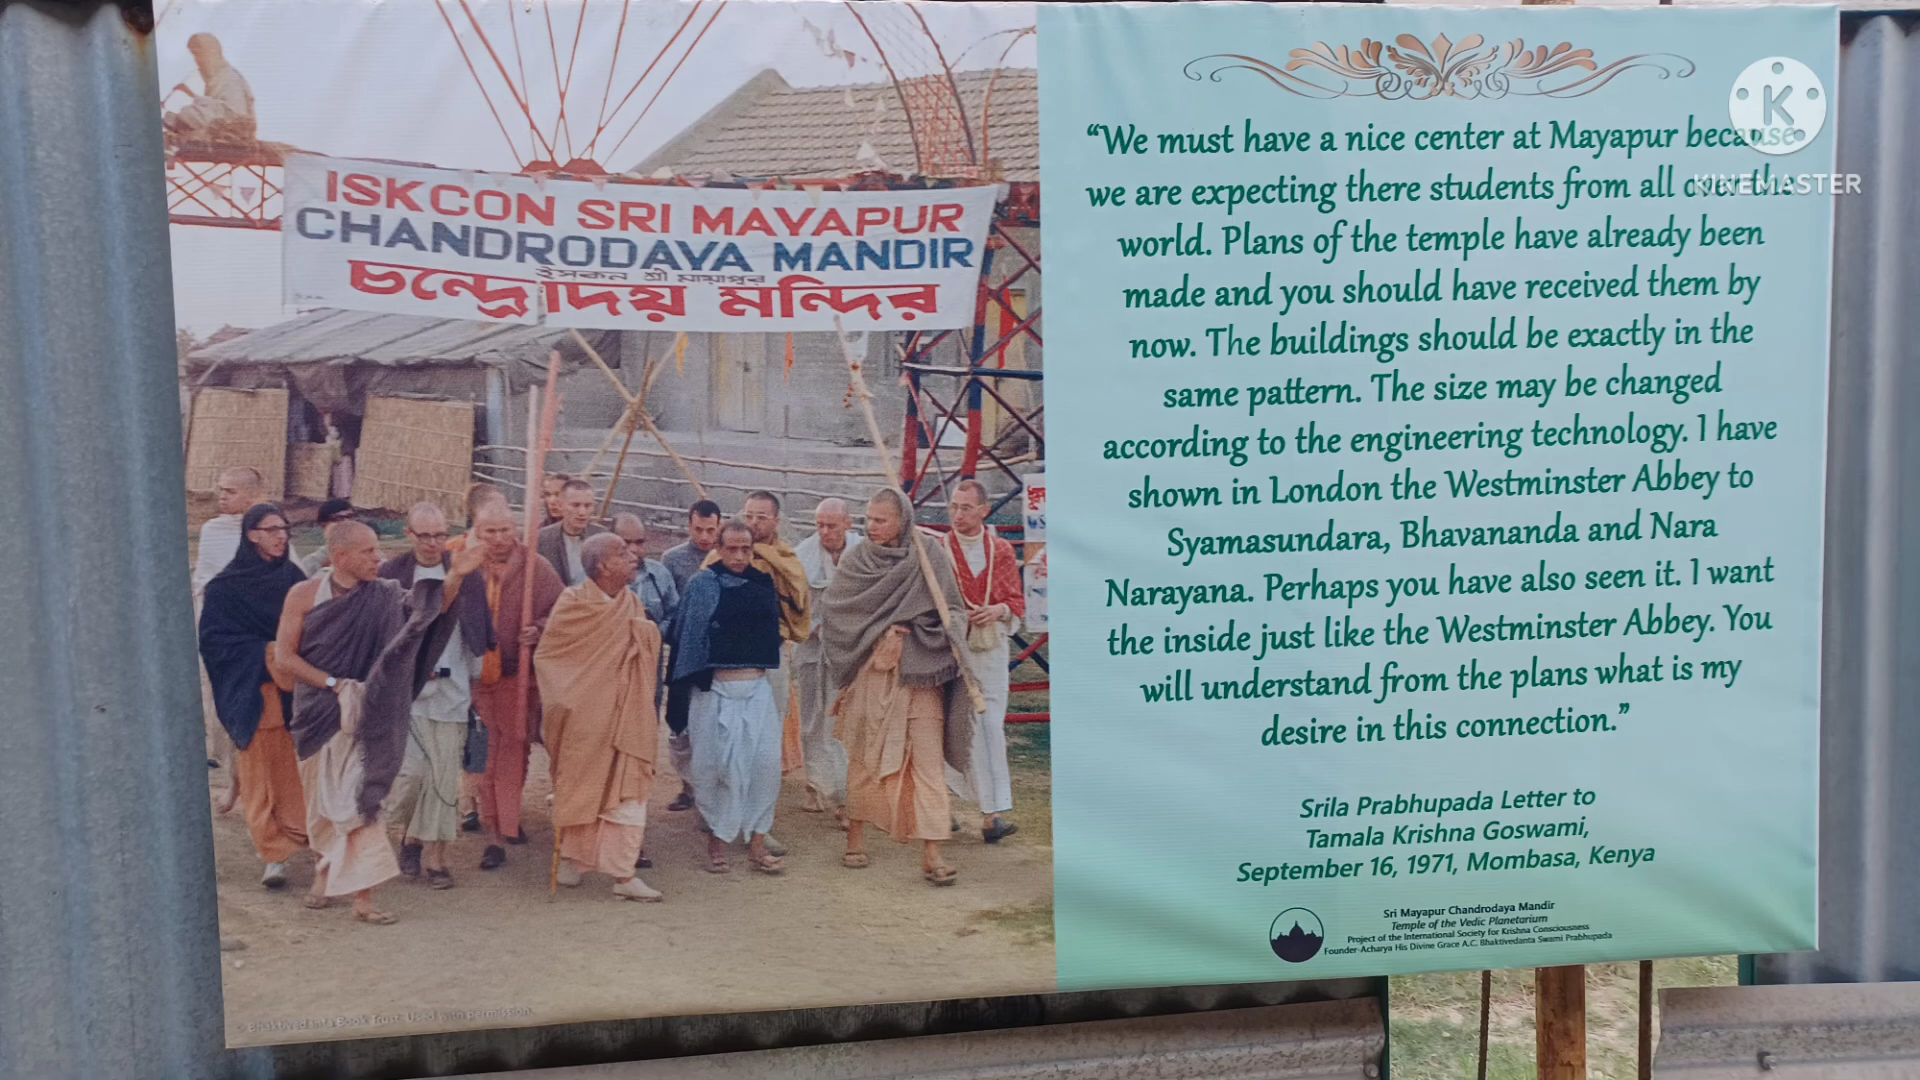 ISKCON SRI MAYAPUR
CHANDRODAYA MANDIR
ইসকন শ্রী মায়াপুর
চন্দ্রোদয় মন্দির
“We must have a nice center at Mayapur because
we are expecting there students from all over the
world. Plans of the temple have already been
made and you should have received them by
now. The buildings should be exactly in the
same pattern. The size may be changed
according to the engineering technology. I have
shown in London the Westminster Abbey to
Syamasundara, Bhavananda and Nara
Narayana. Perhaps you have also seen it. I want
the inside just like the Westminster Abbey. You
will understand from the plans what is my
desire in this connection.”
Srila Prabhupada Letter to
Tamala Krishna Goswami,
September 16, 1971, Mombasa, Kenya
Sri Mayapur Chandrodaya Mandir
Temple of the Vedic Planetarium
Project of the International Society for Krishna Consciousness
Founder-Acharya His Divine Grace A.C. Bhaktivedanta Swami Prabhupada
© Bhaktivedanta Book Trust. Used with permission.
K
KINEMASTER